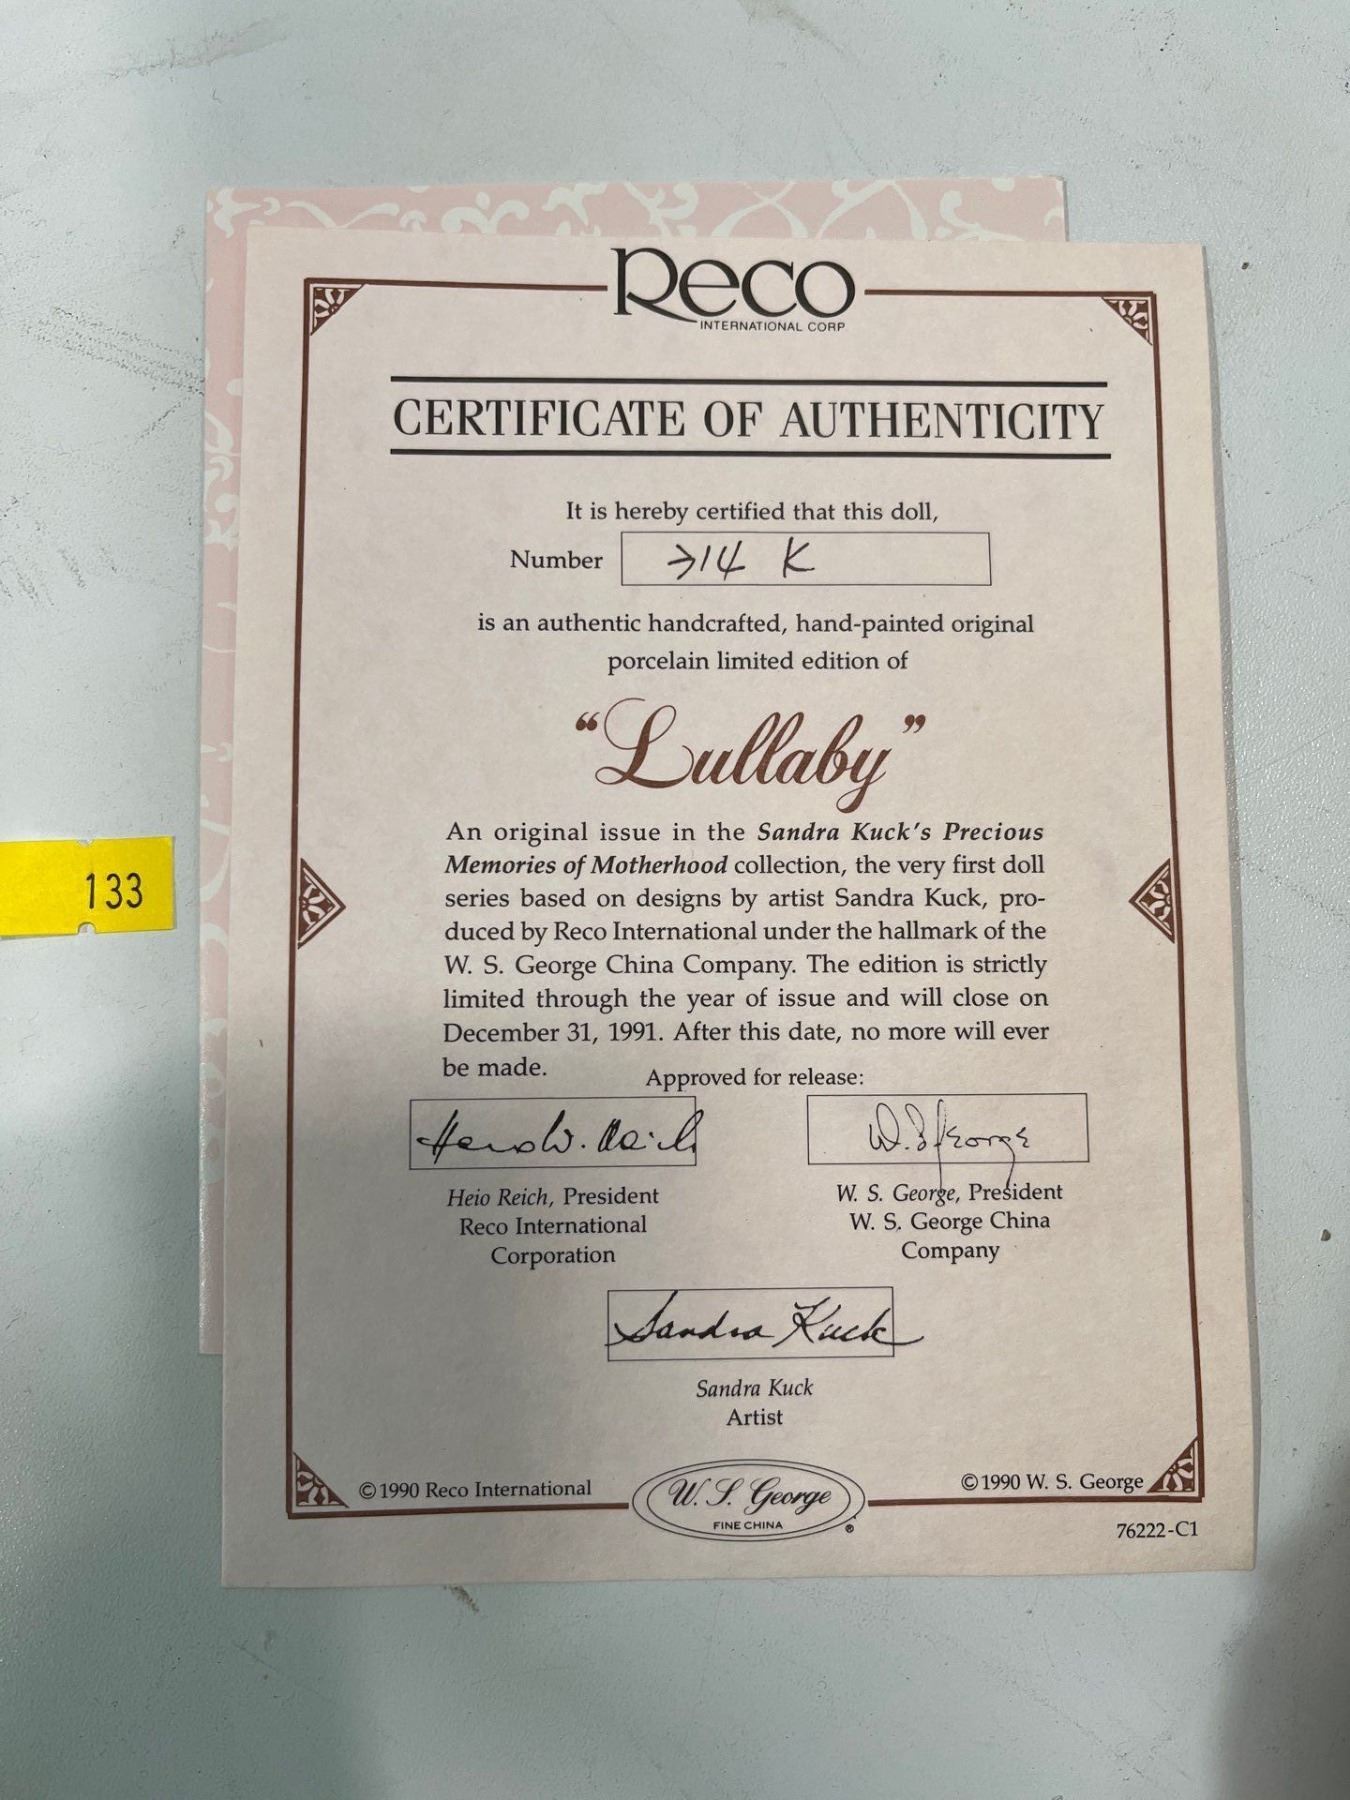 Reco
INTERNATIONAL CORP
CERTIFICATE OF AUTHENTICITY
It is hereby certified that this doll,
Number 314 K
is an authentic handcrafted, hand-painted original
porcelain limited edition of
“Lullaby”
An original issue in the Sandra Kuck's Precious
Memories of Motherhood collection, the very first doll
series based on designs by artist Sandra Kuck, pro-
duced by Reco International under the hallmark of the
W. S. George China Company. The edition is strictly
limited through the year of issue and will close on
December 31, 1991. After this date, no more will ever
be made.
Approved for release:
W. S. George
Heio Reich, President
Reco International
Corporation
W. S. George, President
W. S. George China
Company
Sandra Kuck
Sandra Kuck
Artist
©1990 Reco International
W. S. George
FINE CHINA
®
©1990 W. S. George
76222-C1
133